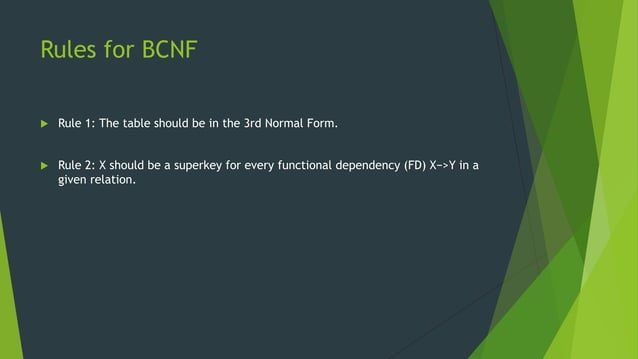 Rules for BCNF
Rule 1: The table should be in the 3rd Normal Form.
Rule 2: X should be a superkey for every functional dependency (FD) X−>Y in a
given relation.